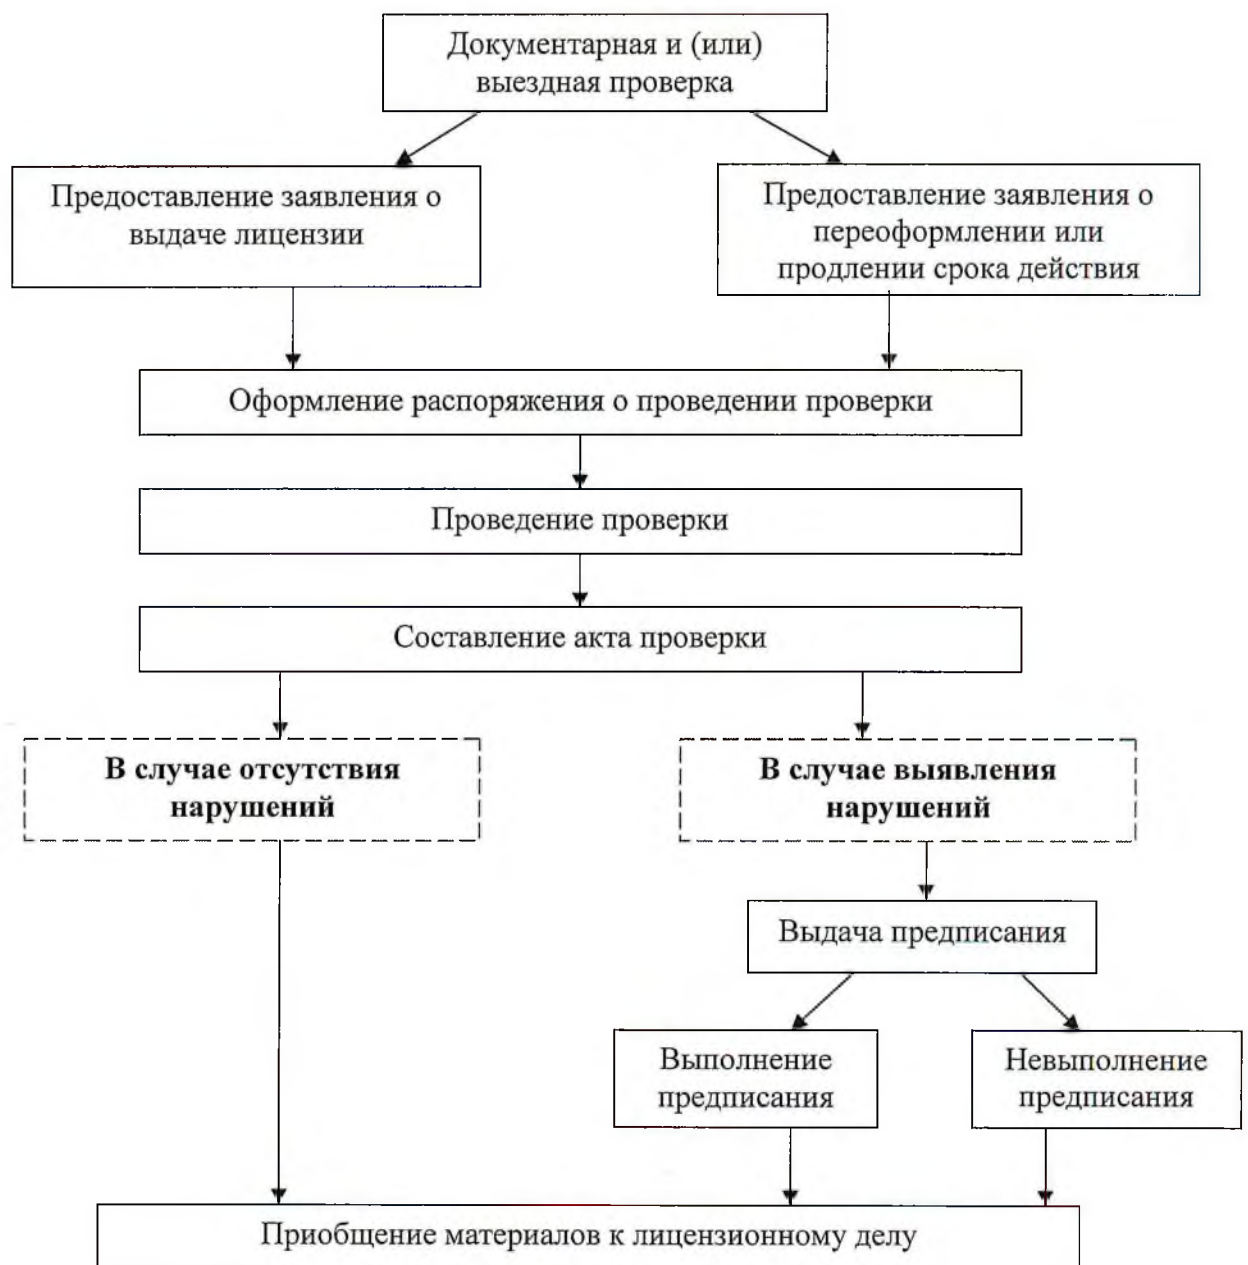 Документарная и (или)
выездная проверка
Предоставление заявления о
выдаче лицензии
Предоставление заявления о
переоформлении или
продлении срока действия
Оформление распоряжения о проведении проверки
Проведение проверки
Составление акта проверки
В случае отсутствия
нарушений
В случае выявления
нарушений
Выдача предписания
Выполнение
предписания
Невыполнение
предписания
Приобщение материалов к лицензионному делу